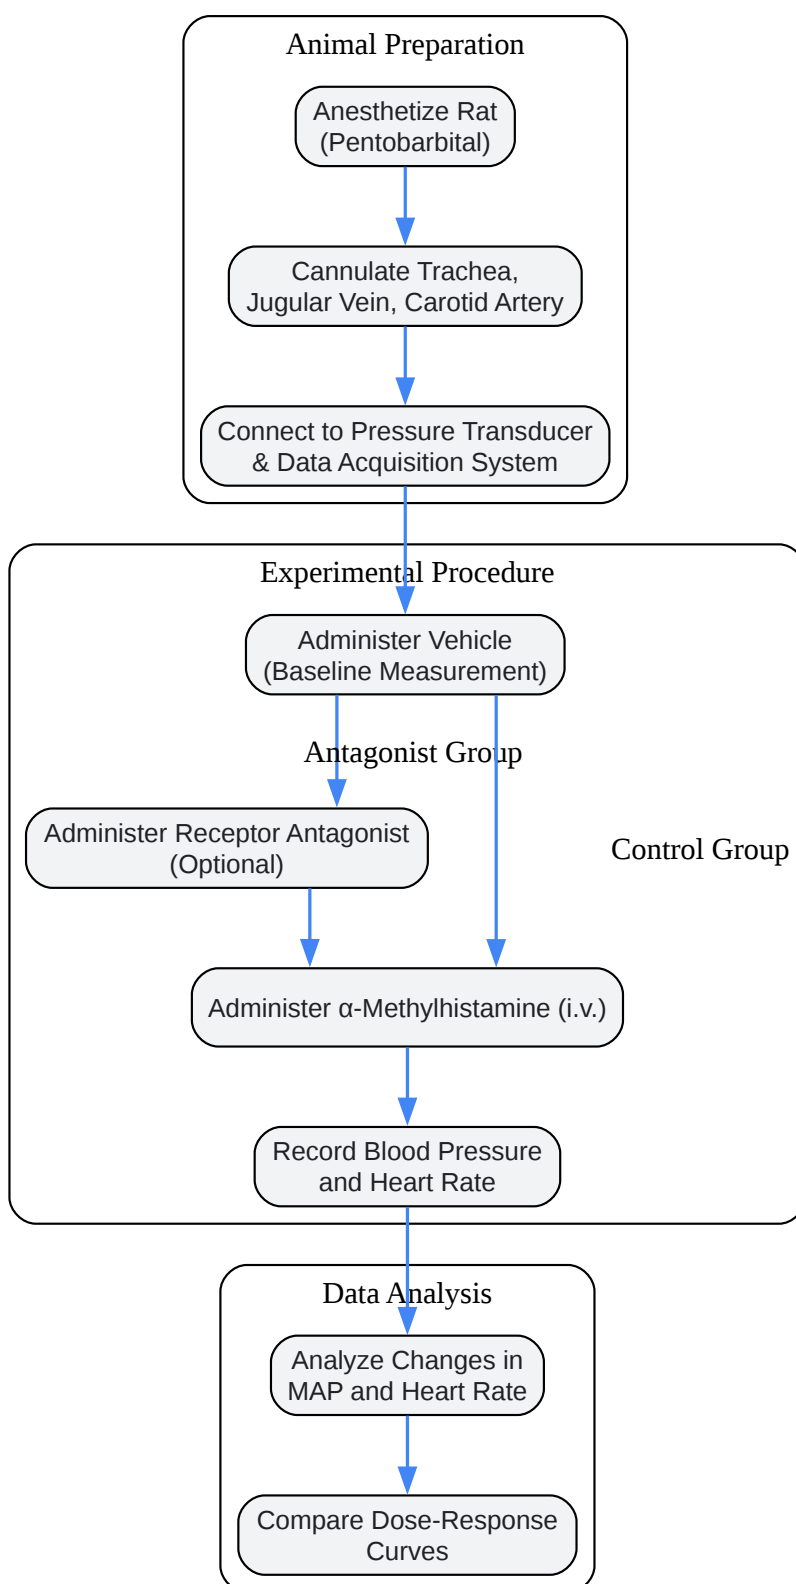 Animal Preparation
Anesthetize Rat
(Pentobarbital)
Cannulate Trachea,
Jugular Vein, Carotid Artery
Connect to Pressure Transducer
& Data Acquisition System
Experimental Procedure
Administer Vehicle
(Baseline Measurement)
Antagonist Group
Administer Receptor Antagonist
(Optional)
Control Group
Administer α-Methylhistamine (i.v.)
Record Blood Pressure
and Heart Rate
Data Analysis
Analyze Changes in
MAP and Heart Rate
Compare Dose-Response
Curves